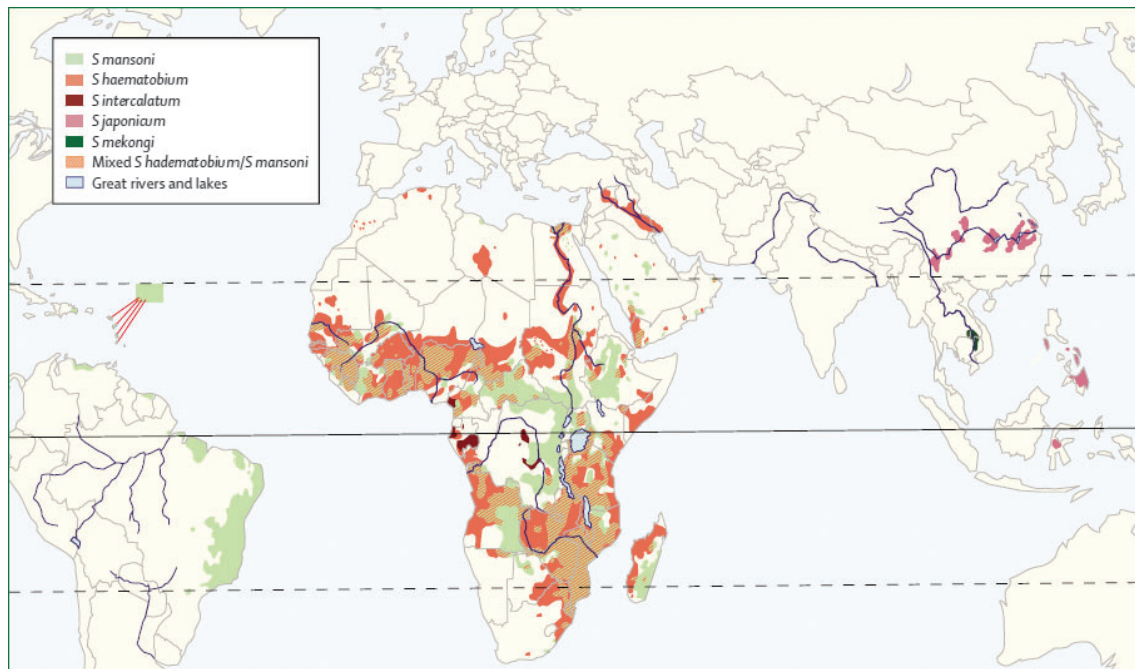 S mansoni
S haematobium
S intercalatum
S japonicum
S mekongi
Mixed S hadematobium/S mansoni
Great rivers and lakes